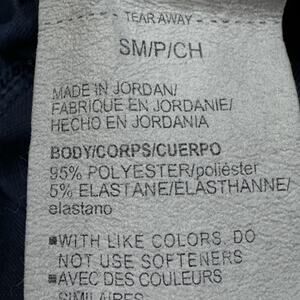 TEAR AWAY
SM/P/CH
MADE IN JORDAN/
FABRIQUE EN JORDANIE/
HECHO EN JORDANIA
BODY/CORPS/CUERPO
95% POLYESTER/poliéster
5% ELASTANE/ÉLASTHANNE/
elastano
■WITH LIKE COLORS. DO
NOT USE SOFTENERS
■AVEC DES COULEURS
SIMILAIRES